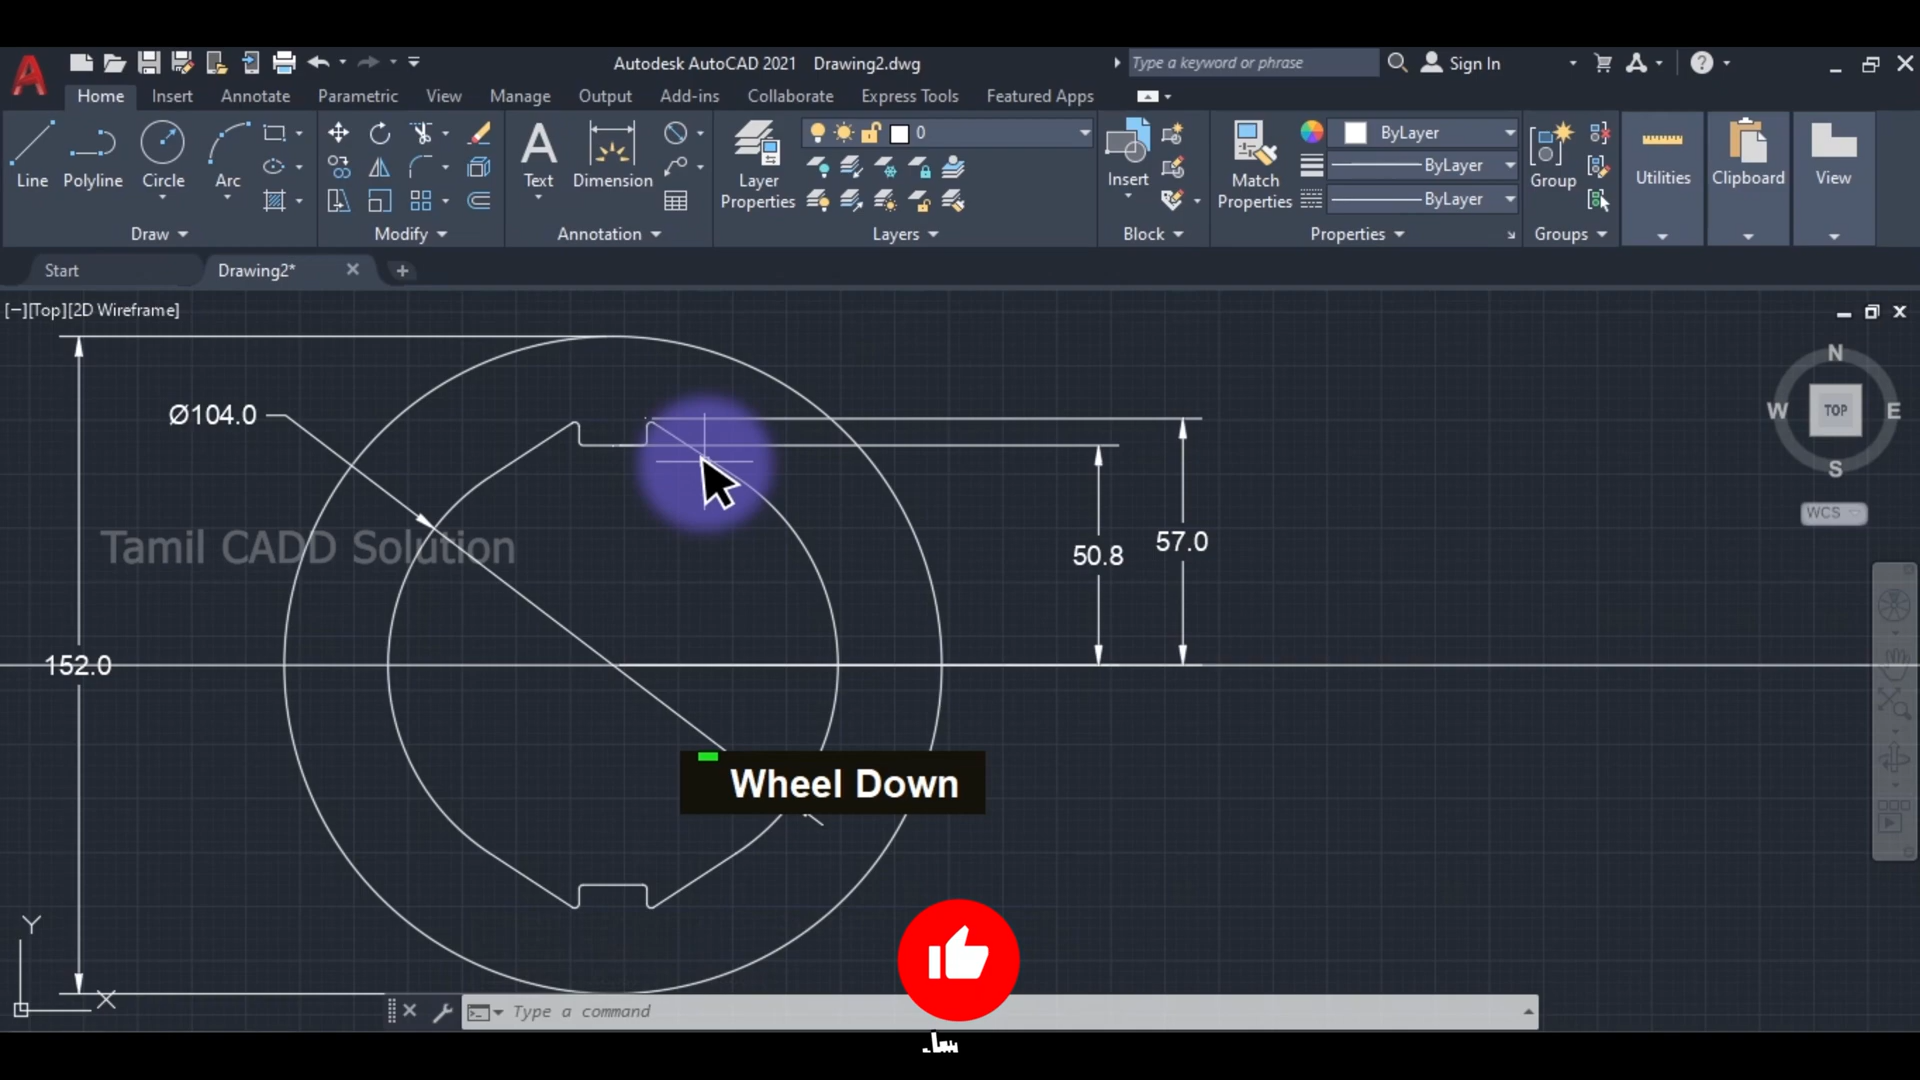 Autodesk AutoCAD 2021 Drawing2.dwg
Type a keyword or phrase
Sign In
Home Insert Annotate Parametric View Manage Output Add-ins Collaborate Express Tools Featured Apps
0
ByLayer
ByLayer
ByLayer
Line Polyline Circle Arc
Text Dimension
Layer Properties
Insert
Match Properties
Group
Utilities
Clipboard
View
Draw Modify Annotation Layers Block Properties Groups
Start Drawing2*
[−][Top][2D Wireframe]
N
W TOP E
S
WCS
Ø104.0
Tamil CADD Solution
57.0
50.8
152.0
Wheel Down
Y
X
Type a command